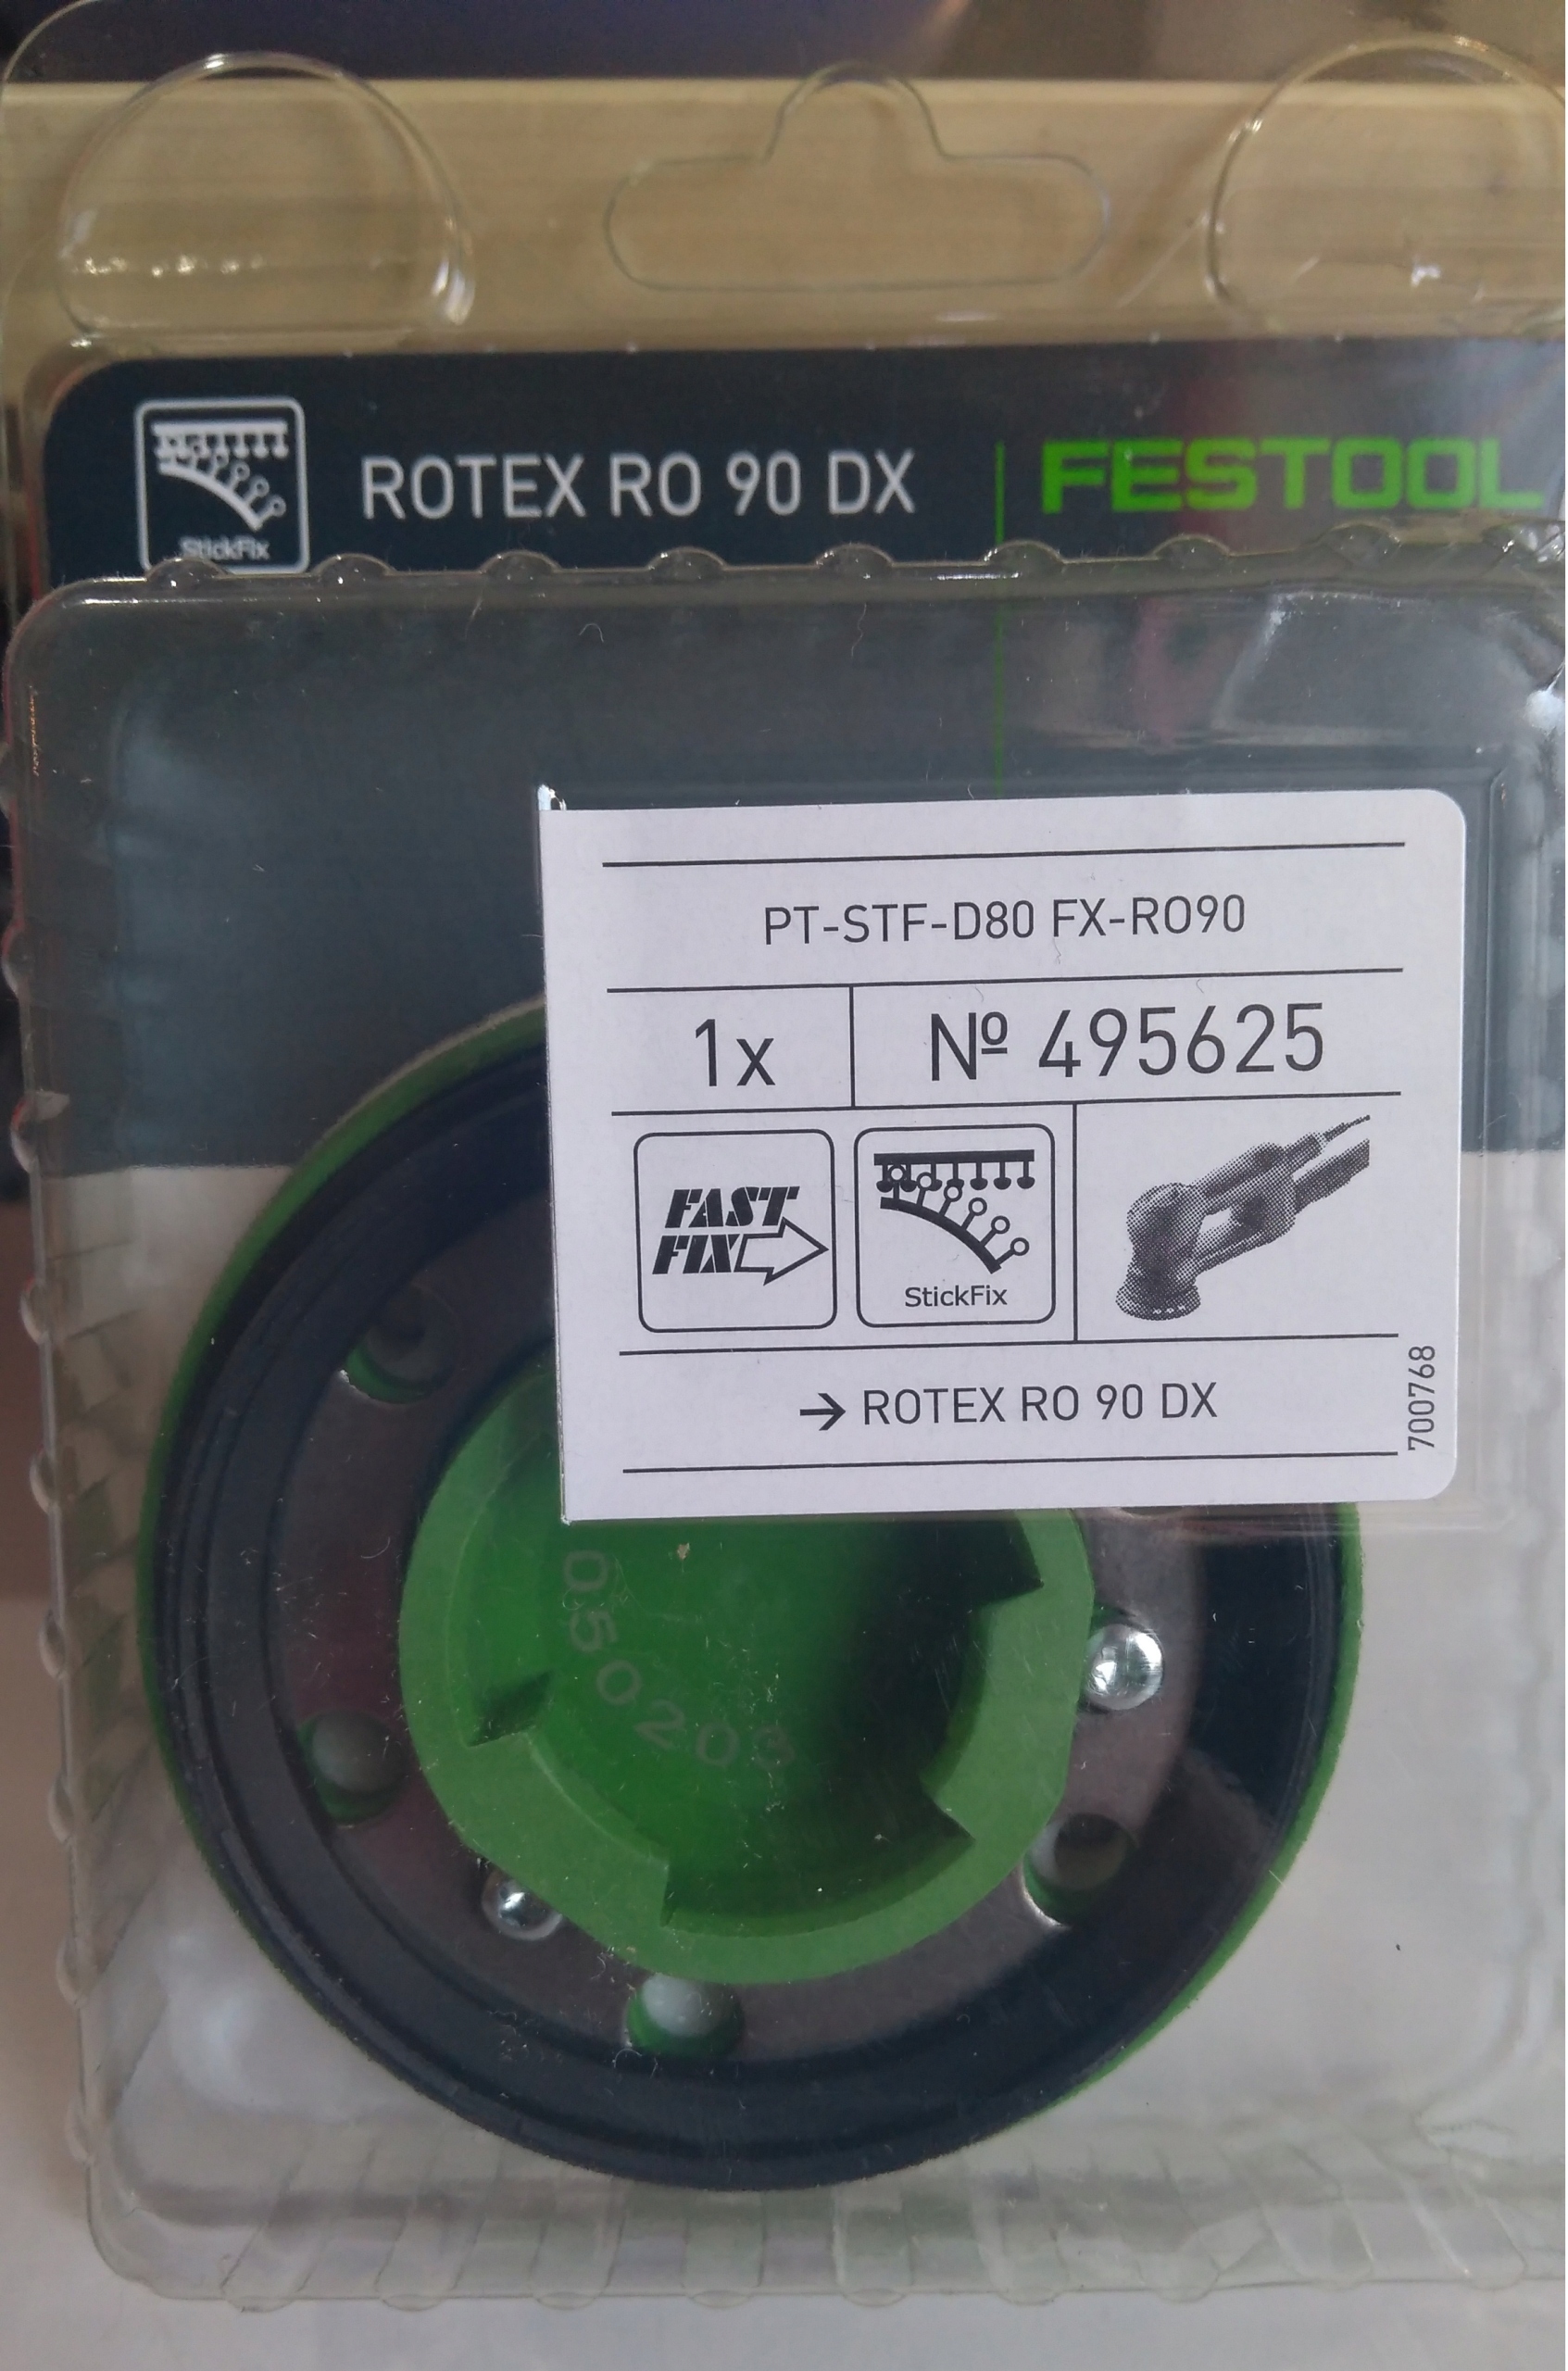 StickFix
ROTEX RO 90 DX
FESTOOL
PT-STF-D80 FX-RO90
1x
Nº 495625
FAST
FIX
StickFix
→ ROTEX RO 90 DX
700768
050203